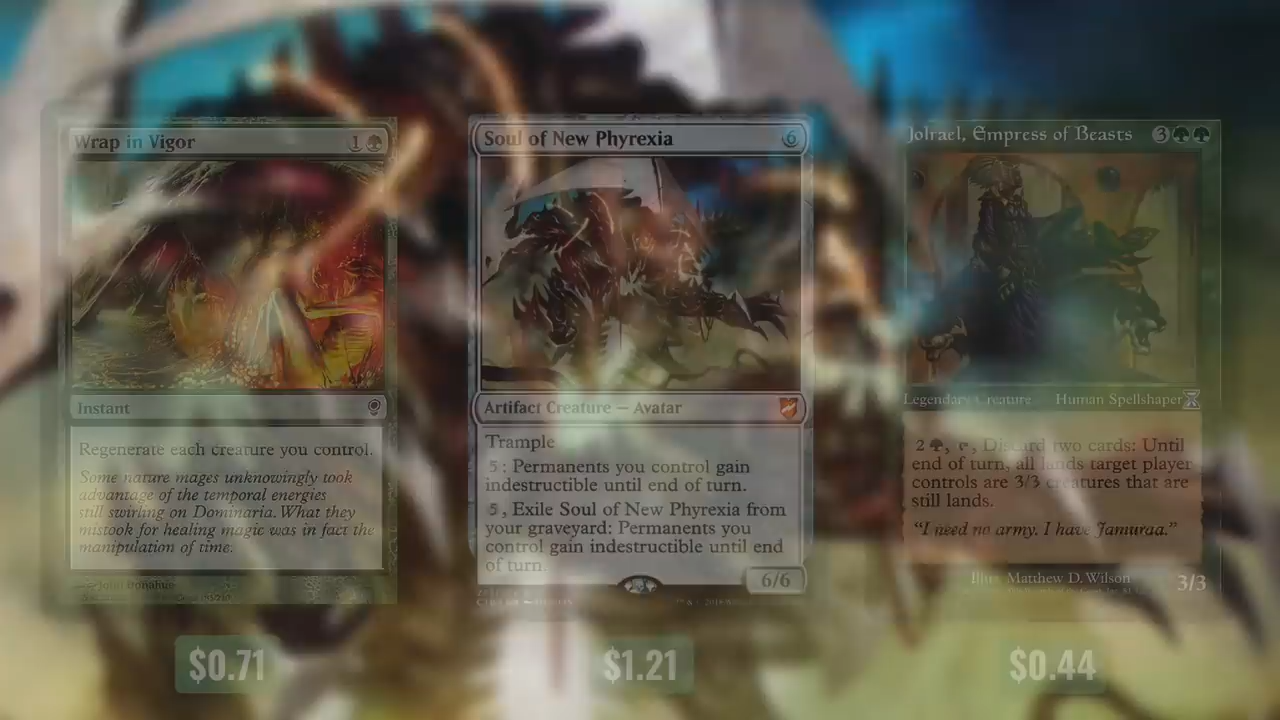 Wrap in Vigor 1
Instant
Regenerate each creature you control.
Some nature mages unknowingly took
advantage of the temporal energies
still swirling on Dominaria. What they
mistook for healing magic was in fact the
manipulation of time.
$0.71
Soul of New Phyrexia 6
Artifact Creature — Avatar
Trample
5: Permanents you control gain
indestructible until end of turn.
5, Exile Soul of New Phyrexia from
your graveyard: Permanents you
control gain indestructible until end
of turn.
6/6
$1.21
Jolrael, Empress of Beasts 3
Legendary Creature Human Spellshaper
2 , , Discard two cards: Until
end of turn, all lands target player
controls are 3/3 creatures that are
still lands.
“I need no army. I have Jamuraa.”
Illus. Matthew D. Wilson
3/3
$0.44